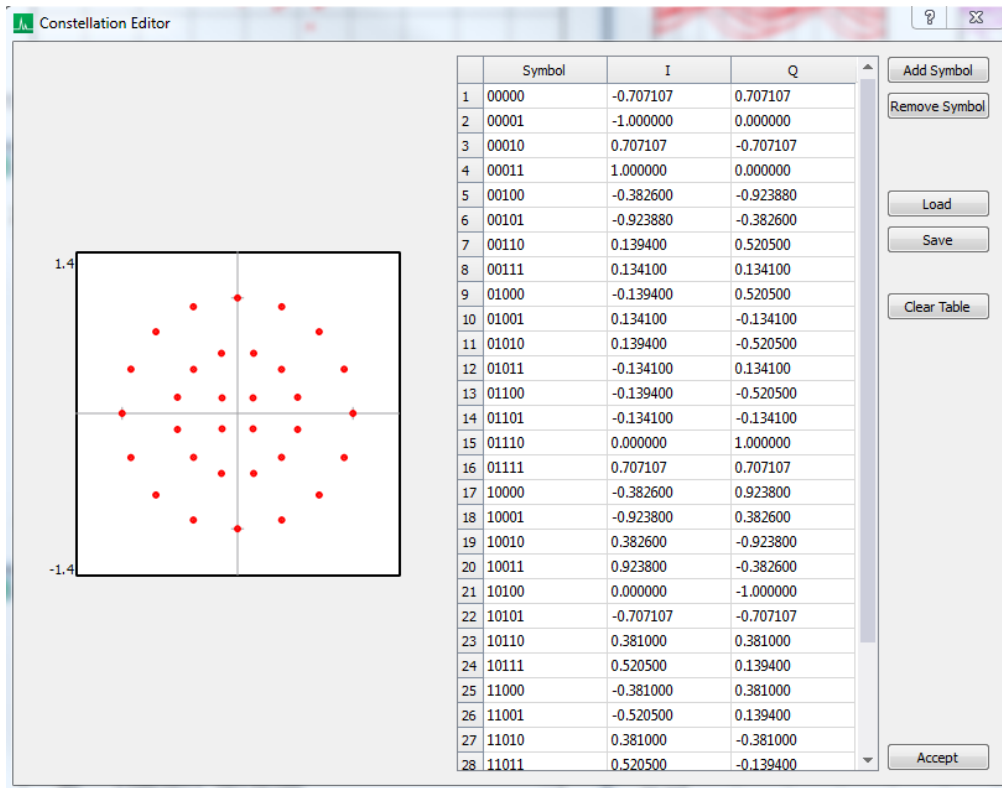 Constellation Editor
?
Symbol I Q
1 00000 -0.707107 0.707107
2 00001 -1.000000 0.000000
3 00010 0.707107 -0.707107
4 00011 1.000000 0.000000
5 00100 -0.382600 -0.923880
6 00101 -0.923880 -0.382600
7 00110 0.139400 0.520500
8 00111 0.134100 0.134100
9 01000 -0.139400 0.520500
10 01001 0.134100 -0.134100
11 01010 0.139400 -0.520500
12 01011 -0.134100 0.134100
13 01100 -0.139400 -0.520500
14 01101 -0.134100 -0.134100
15 01110 0.000000 1.000000
16 01111 0.707107 0.707107
17 10000 -0.382600 0.923800
18 10001 -0.923800 0.382600
19 10010 0.382600 -0.923800
20 10011 0.923800 -0.382600
21 10100 0.000000 -1.000000
22 10101 -0.707107 -0.707107
23 10110 0.381000 0.381000
24 10111 0.520500 0.139400
25 11000 -0.381000 0.381000
26 11001 -0.520500 0.139400
27 11010 0.381000 -0.381000
28 11011 0.520500 -0.139400
1.4
-1.4
Add Symbol
Remove Symbol
Load
Save
Clear Table
Accept